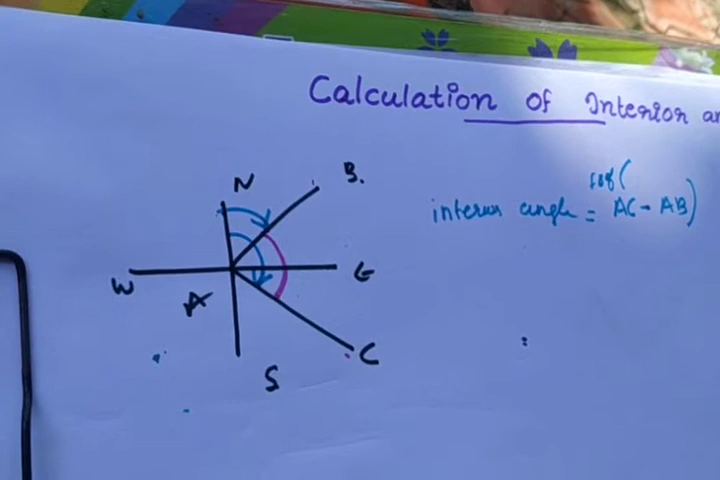 Calculation of Interior an
N
B.
interior angle = AC - AB)
W
E
A
C
S